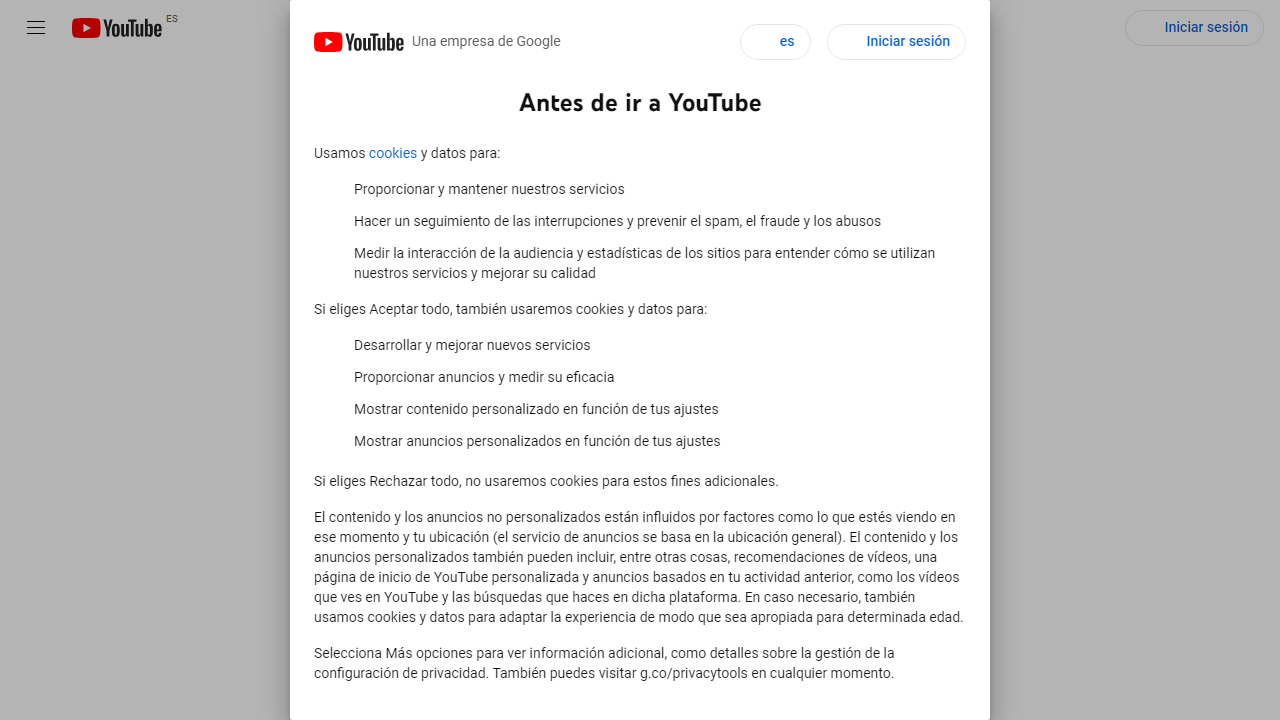 YouTube ES
Iniciar sesión
YouTube Una empresa de Google
es
Iniciar sesión
Antes de ir a YouTube
Usamos cookies y datos para:
Proporcionar y mantener nuestros servicios
Hacer un seguimiento de las interrupciones y prevenir el spam, el fraude y los abusos
Medir la interacción de la audiencia y estadísticas de los sitios para entender cómo se utilizan
nuestros servicios y mejorar su calidad
Si eliges Aceptar todo, también usaremos cookies y datos para:
Desarrollar y mejorar nuevos servicios
Proporcionar anuncios y medir su eficacia
Mostrar contenido personalizado en función de tus ajustes
Mostrar anuncios personalizados en función de tus ajustes
Si eliges Rechazar todo, no usaremos cookies para estos fines adicionales.
El contenido y los anuncios no personalizados están influidos por factores como lo que estés viendo en
ese momento y tu ubicación (el servicio de anuncios se basa en la ubicación general). El contenido y los
anuncios personalizados también pueden incluir, entre otras cosas, recomendaciones de vídeos, una
página de inicio de YouTube personalizada y anuncios basados en tu actividad anterior, como los vídeos
que ves en YouTube y las búsquedas que haces en dicha plataforma. En caso necesario, también
usamos cookies y datos para adaptar la experiencia de modo que sea apropiada para determinada edad.
Selecciona Más opciones para ver información adicional, como detalles sobre la gestión de la
configuración de privacidad. También puedes visitar g.co/privacytools en cualquier momento.